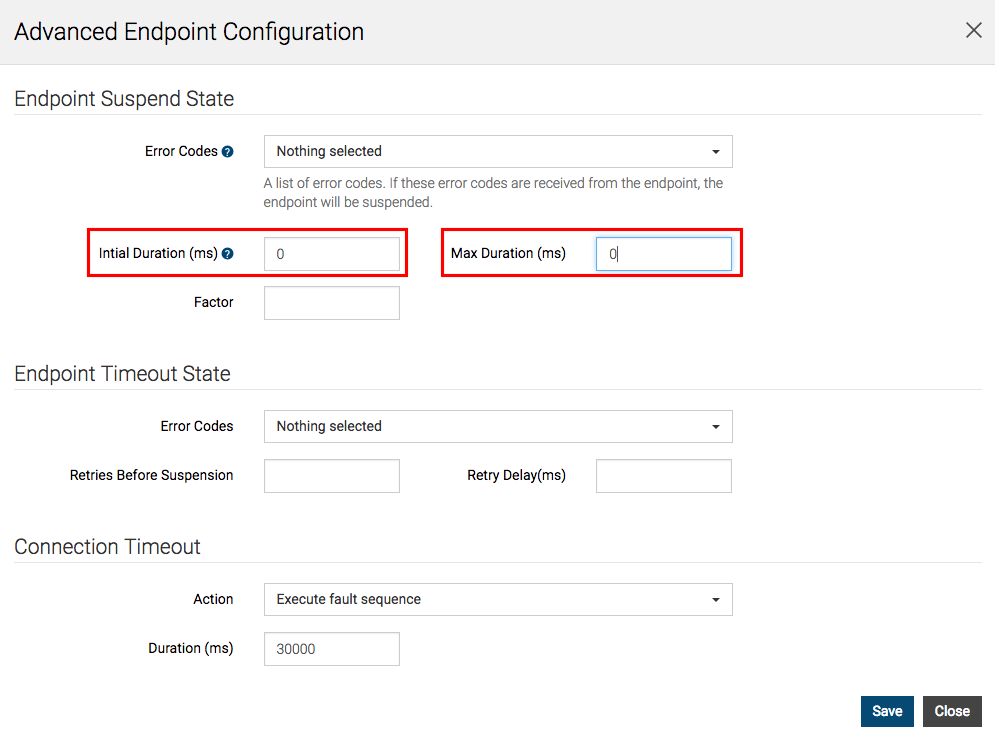 Advanced Endpoint Configuration
Endpoint Suspend State
Error Codes ?
Nothing selected
A list of error codes. If these error codes are received from the endpoint, the
endpoint will be suspended.
Intial Duration (ms) ? 0 Max Duration (ms) 0
Factor
Endpoint Timeout State
Error Codes Nothing selected
Retries Before Suspension Retry Delay(ms)
Connection Timeout
Action Execute fault sequence
Duration (ms) 30000
Save Close